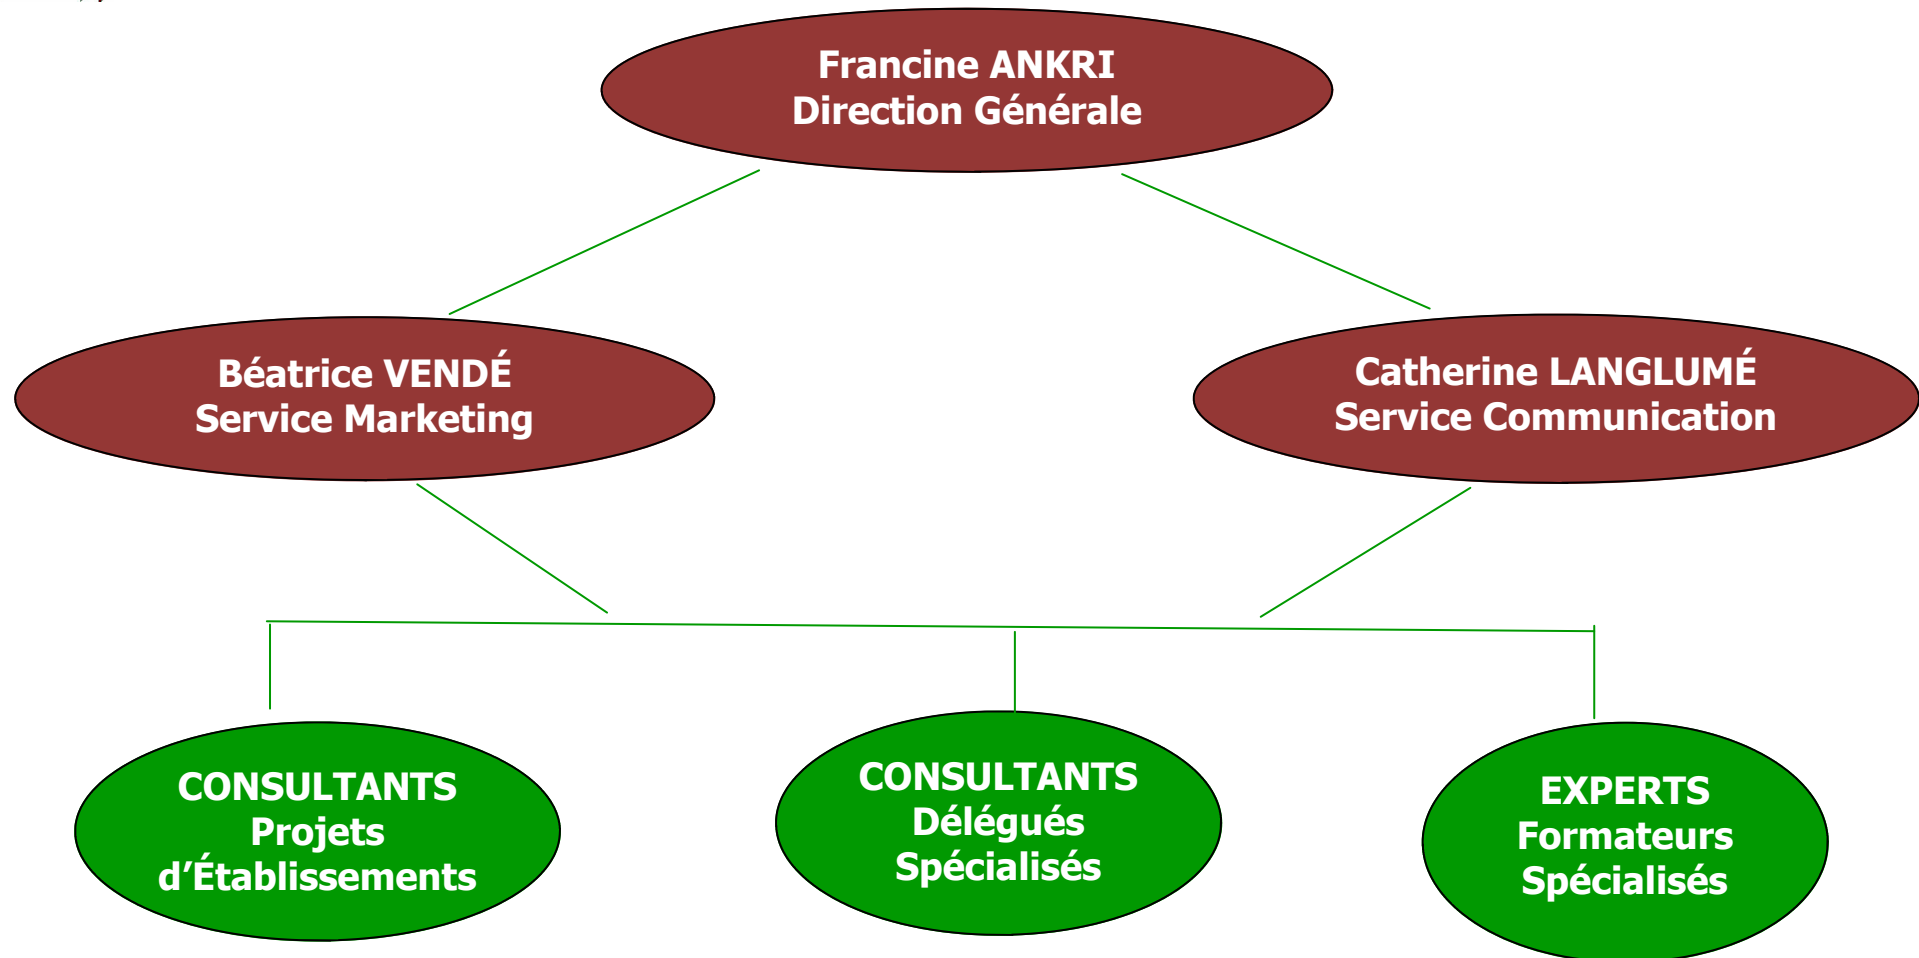 Francine ANKRI
Direction Générale
Béatrice VENDÉ
Service Marketing
Catherine LANGLUMÉ
Service Communication
CONSULTANTS
Projets
d’Établissements
CONSULTANTS
Délégués
Spécialisés
EXPERTS
Formateurs
Spécialisés